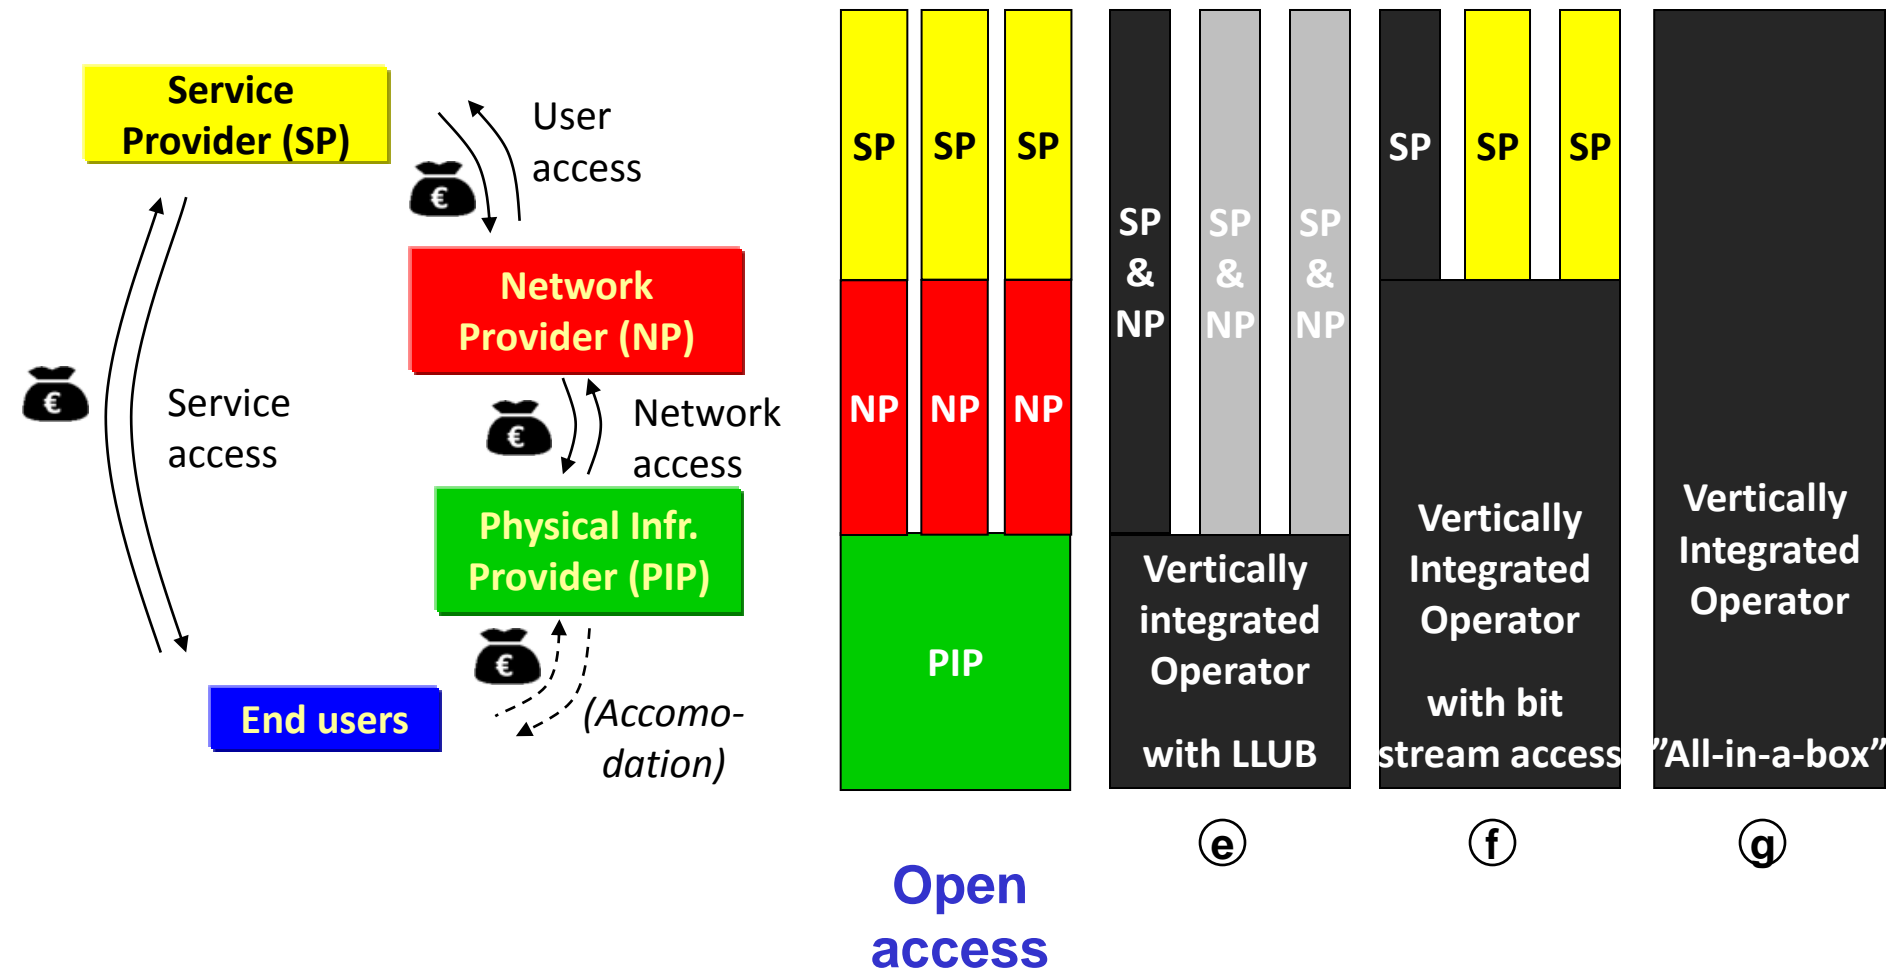 Service
Provider (SP)
User
access
€
Network
Provider (NP)
€
Service
access
€
Network
access
Physical Infr.
Provider (PIP)
€
(Accomo-
dation)
End users
SP SP SP
NP NP NP
PIP
Open
access
SP
&
NP
SP
&
NP
SP
&
NP
Vertically
integrated
Operator
with LLUB
e
SP SP SP
Vertically
Integrated
Operator
with bit
stream access
f
Vertically
Integrated
Operator
”All-in-a-box”
g